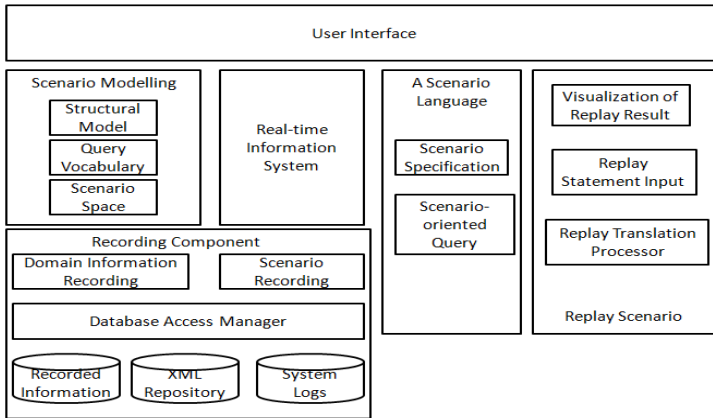 User Interface
Scenario Modelling
Structural
Model
Query
Vocabulary
Scenario
Space
Real-time
Information
System
A Scenario
Language
Scenario
Specification
Scenario-
oriented
Query
Visualization of
Replay Result
Replay
Statement Input
Replay Translation
Processor
Replay Scenario
Recording Component
Domain Information
Recording
Scenario
Recording
Database Access Manager
Recorded
Information
XML
Repository
System
Logs